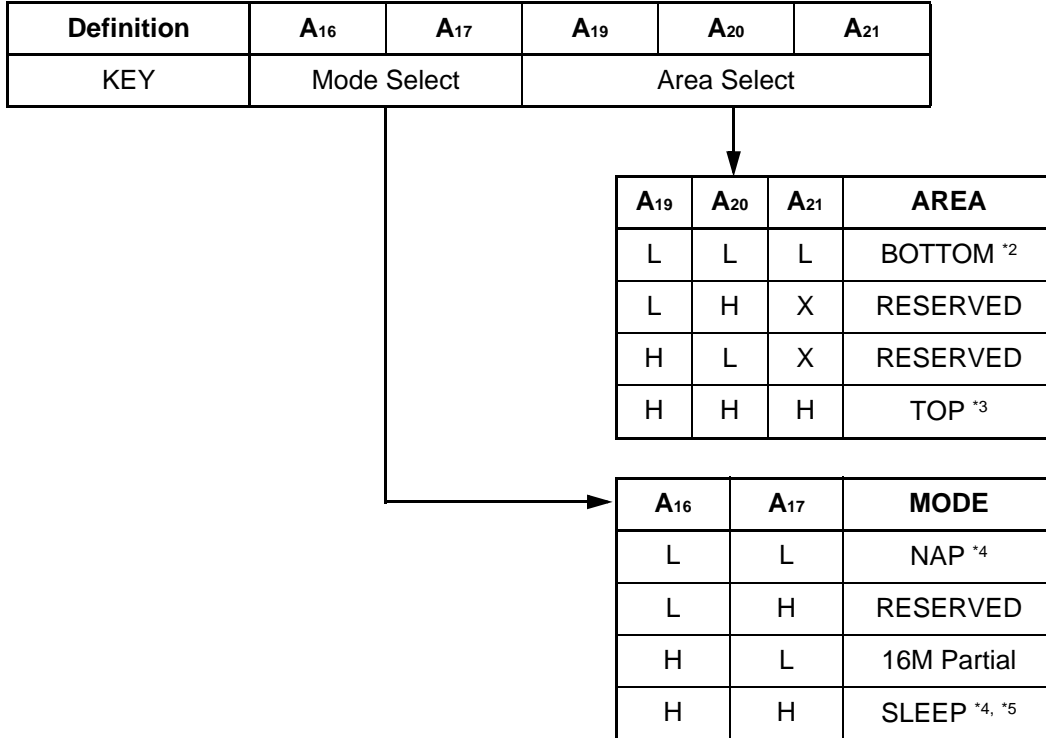 Definition A16 A17 A19 A20 A21
KEY Mode Select Area Select
A19 A20 A21 AREA
L L L BOTTOM *2
L H X RESERVED
H L X RESERVED
H H H TOP *3
A16 A17 MODE
L L NAP *4
L H RESERVED
H L 16M Partial
H H SLEEP *4, *5